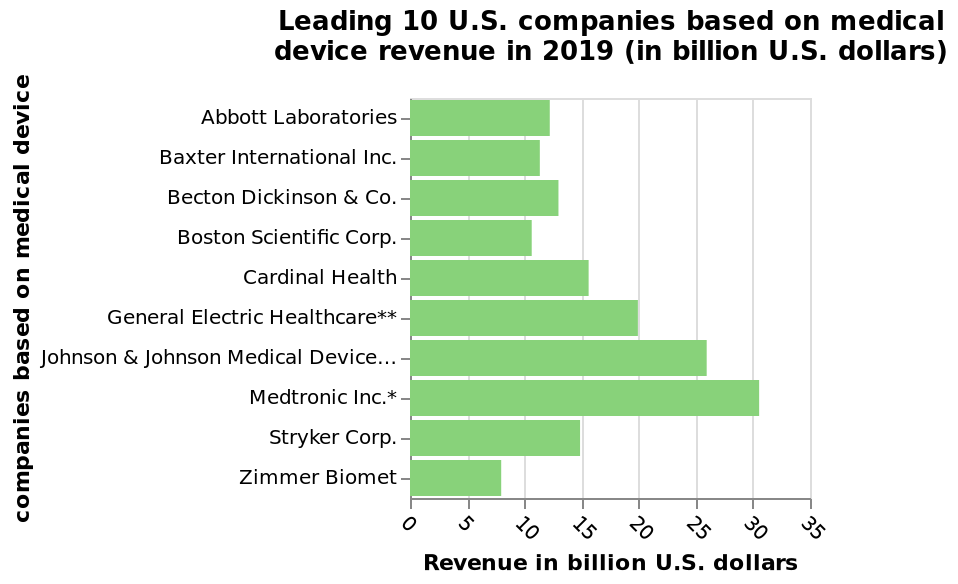 Leading 10 U.S. companies based on medical
device revenue in 2019 (in billion U.S. dollars)
companies based on medical device
Abbott Laboratories
Baxter International Inc.
Becton Dickinson & Co.
Boston Scientific Corp.
Cardinal Health
General Electric Healthcare**
Johnson & Johnson Medical Device…
Medtronic Inc.*
Stryker Corp.
Zimmer Biomet
0 5 10 15 20 25 30 35
Revenue in billion U.S. dollars